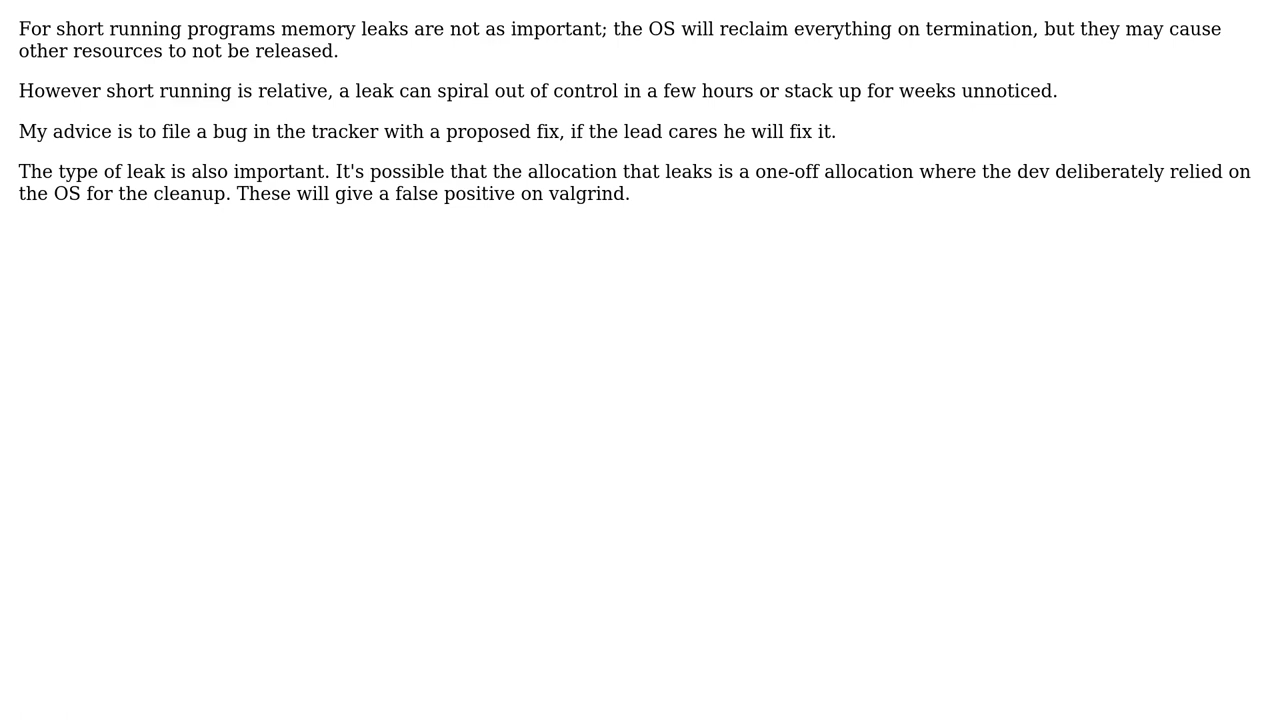 For short running programs memory leaks are not as important; the OS will reclaim everything on termination, but they may cause
other resources to not be released.
However short running is relative, a leak can spiral out of control in a few hours or stack up for weeks unnoticed.
My advice is to file a bug in the tracker with a proposed fix, if the lead cares he will fix it.
The type of leak is also important. It's possible that the allocation that leaks is a one-off allocation where the dev deliberately relied on
the OS for the cleanup. These will give a false positive on valgrind.